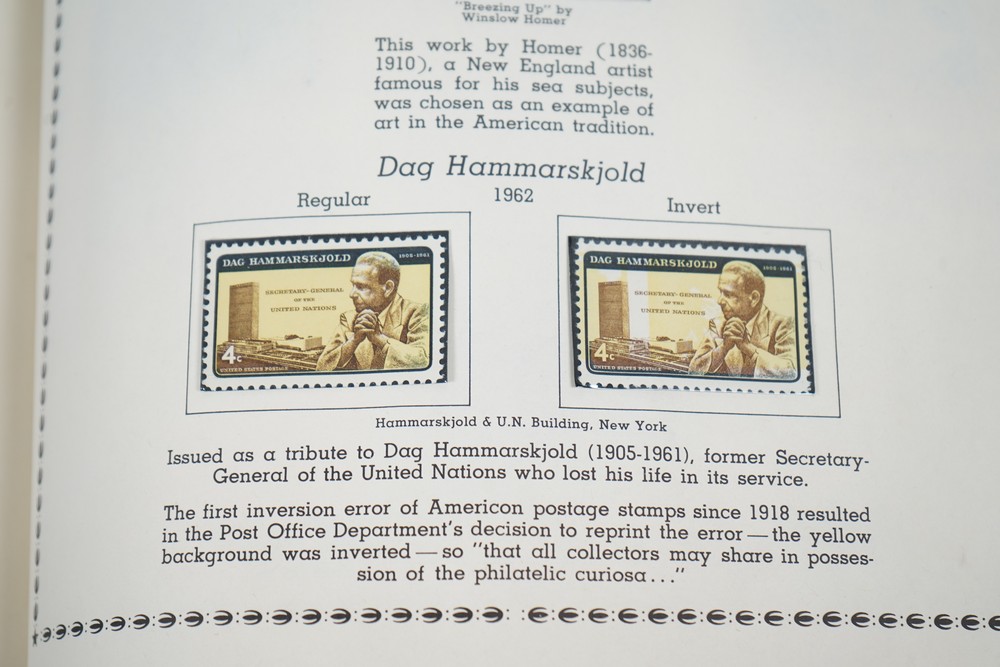 "Breezing Up" by
Winslow Homer
This work by Homer (1836-
1910), a New England artist
famous for his sea subjects,
was chosen as an example of
art in the American tradition.
Dag Hammarskjold
1962
Regular
Invert
DAG HAMMARSKJOLD 1905-1961
SECRETARY-GENERAL
OF THE
UNITED NATIONS
4c
UNITED STATES POSTAGE
DAG HAMMARSKJOLD 1905-1961
SECRETARY-GENERAL
OF THE
UNITED NATIONS
4c
UNITED STATES POSTAGE
Hammarskjold & U.N. Building, New York
Issued as a tribute to Dag Hammarskjold (1905-1961), former Secretary-
General of the United Nations who lost his life in its service.
The first inversion error of American postage stamps since 1918 resulted
in the Post Office Department's decision to reprint the error — the yellow
background was inverted — so "that all collectors may share in posses-
sion of the philatelic curiosa..."